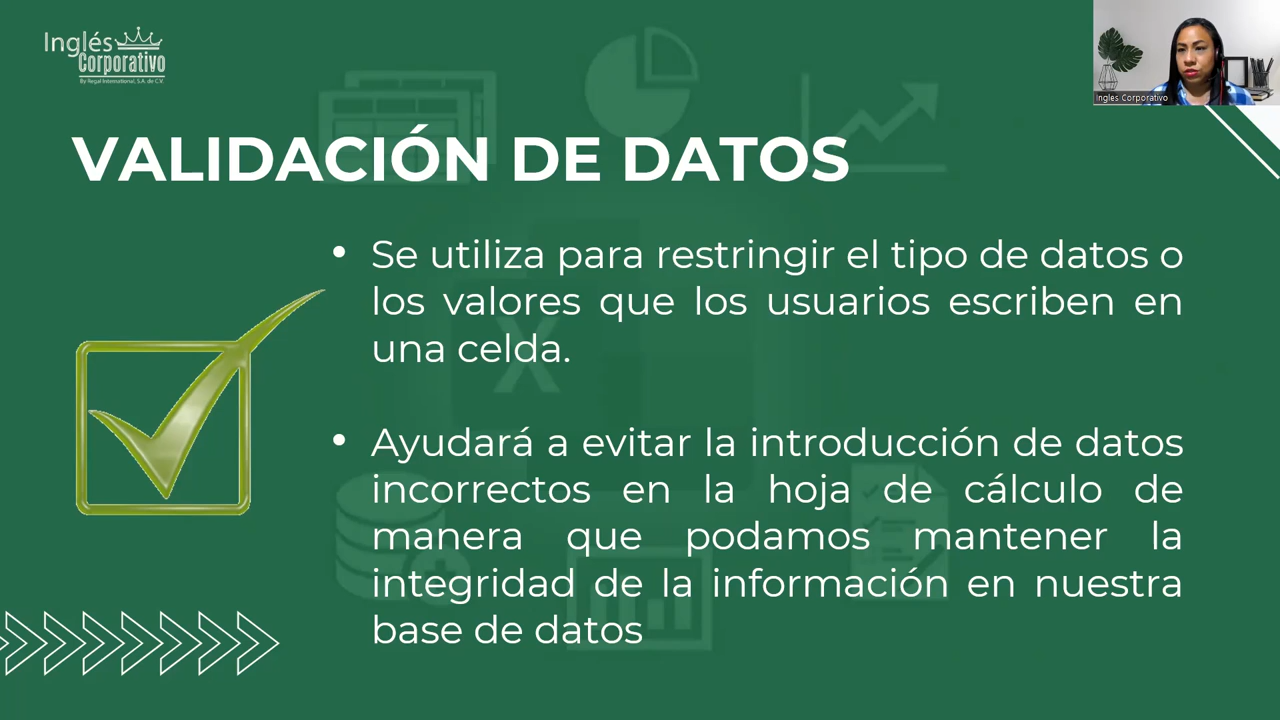 Inglés
Corporativo
By Regal International, S.A. de C.V.
Ingles Corporativo
VALIDACIÓN DE DATOS
• Se utiliza para restringir el tipo de datos o
los valores que los usuarios escriben en
una celda.
• Ayudará a evitar la introducción de datos
incorrectos en la hoja de cálculo de
manera que podamos mantener la
integridad de la información en nuestra
base de datos
X